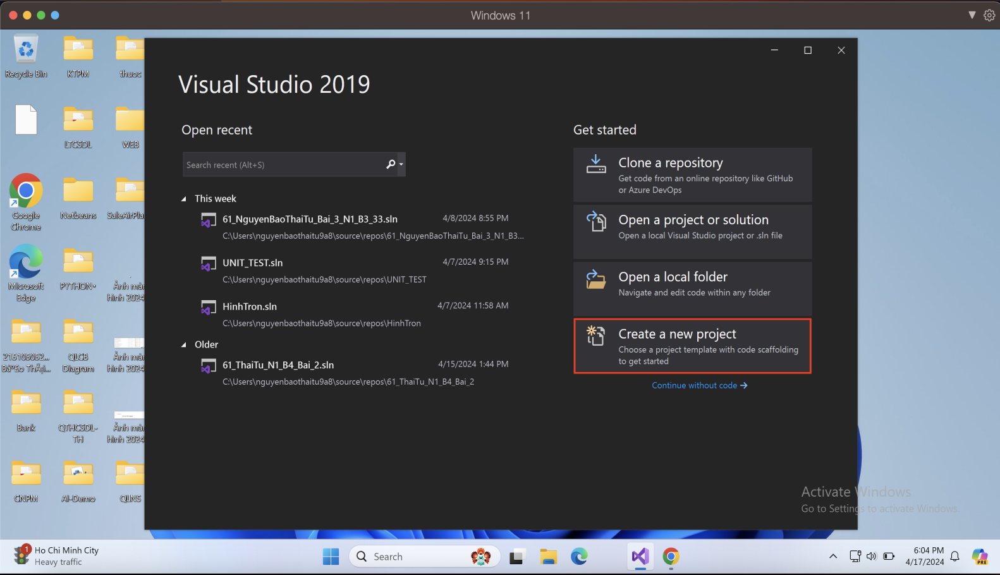 Windows 11
Recycle Bin
KTPM
thuoc
LTCSDL
WEB
Google
Chrome
Netbeans
SaleAirPla
Microsoft
Edge
PYTHON
Ảnh mà
hình 2024
215105052...
QLCB
Diagram
Ảnh mà
hình 2024
Bank
QTHCSDL-
TH
Ảnh mà
hình 2024
CNPM
AI-Demo
QLNS
Visual Studio 2019
Open recent
Search recent (Alt+S)
This week
61_NguyenBaoThaiTu_Bai_3_N1_B3_33.sln 4/8/2024 8:55 PM
C:\Users\nguyenbaothaitu9a8\source\repos\61_NguyenBaoThaiTu_Bai_3_N1_B3...
UNIT_TEST.sln 4/7/2024 9:15 PM
C:\Users\nguyenbaothaitu9a8\source\repos\UNIT_TEST
HinhTron.sln 4/7/2024 11:58 AM
C:\Users\nguyenbaothaitu9a8\source\repos\HinhTron
Older
61_ThaiTu_N1_B4_Bai_2.sln 4/15/2024 1:44 PM
C:\Users\nguyenbaothaitu9a8\source\repos\61_ThaiTu_N1_B4_Bai_2
Get started
Clone a repository
Get code from an online repository like GitHub
or Azure DevOps
Open a project or solution
Open a local Visual Studio project or .sln file
Open a local folder
Navigate and edit code within any folder
Create a new project
Choose a project template with code scaffolding
to get started
Continue without code →
Activate Windows
Go to Settings to activate Windows.
1
Ho Chi Minh City
Heavy traffic
Search
6:04 PM
4/17/2024
PRE